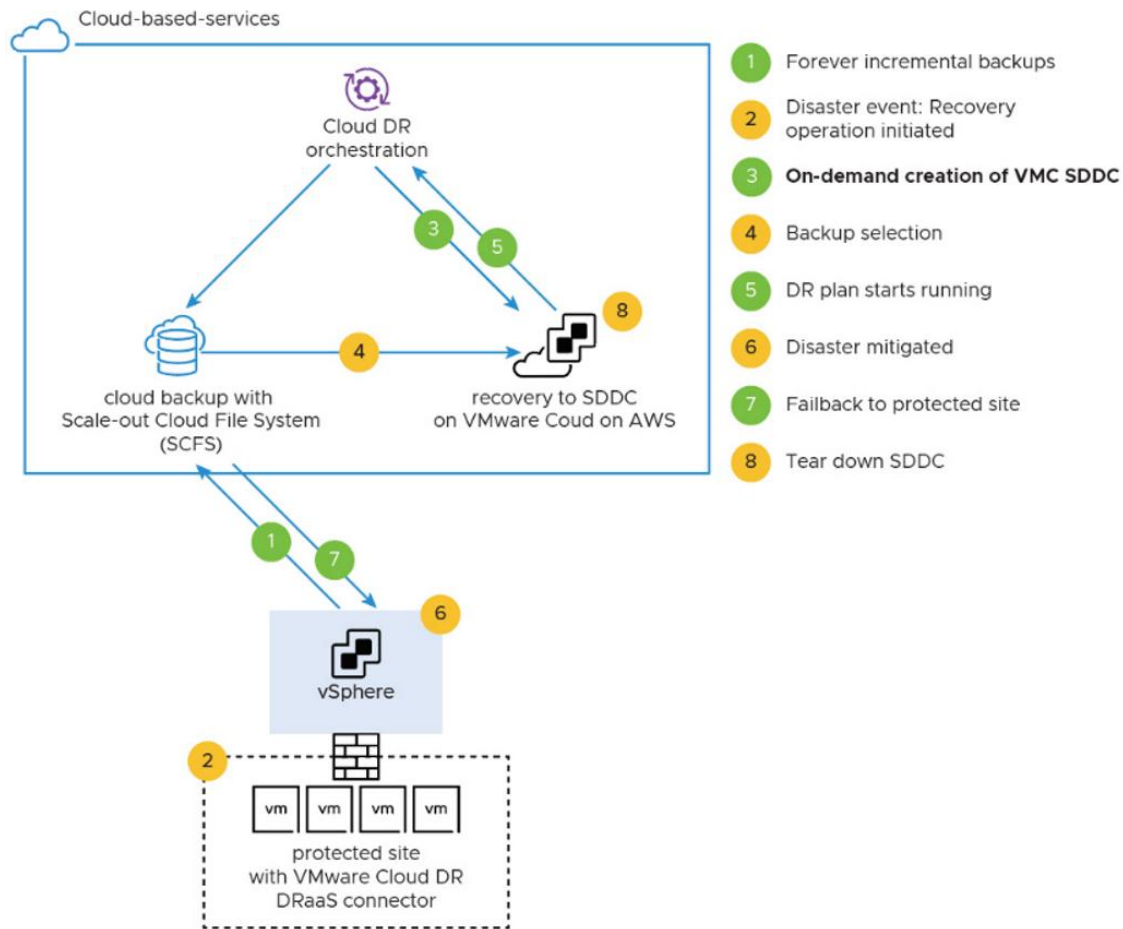 Cloud-based-services
Cloud DR
orchestration
3
5
8
4
cloud backup with
Scale-out Cloud File System
(SCFS)
recovery to SDDC
on VMware Coud on AWS
1
7
6
vSphere
2
vm vm vm vm
protected site
with VMware Cloud DR
DRaaS connector
1 Forever incremental backups
2 Disaster event: Recovery
operation initiated
3 On-demand creation of VMC SDDC
4 Backup selection
5 DR plan starts running
6 Disaster mitigated
7 Failback to protected site
8 Tear down SDDC